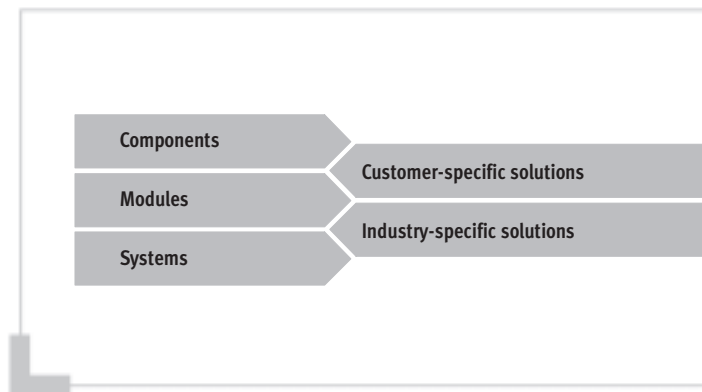 Components
Modules
Systems
Customer-specific solutions
Industry-specific solutions